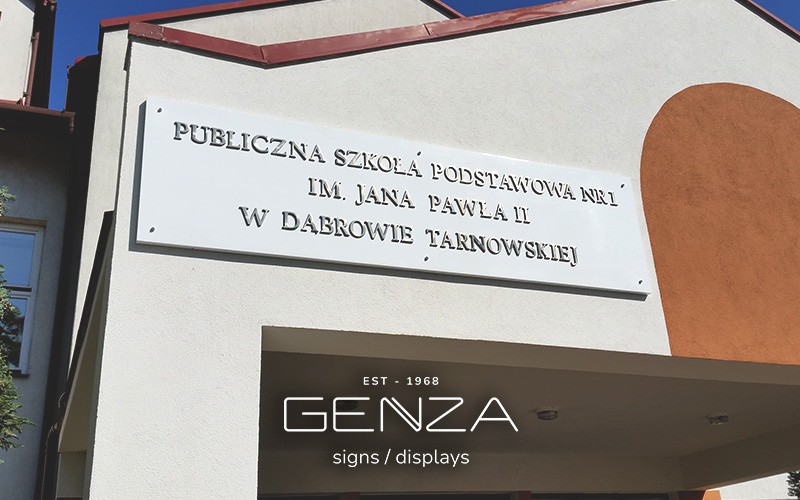 PUBLICZNA SZKOŁA PODSTAWOWA NR 1
IM. JANA PAWŁA II
W DĄBROWIE TARNOWSKIEJ
EST - 1968
GENZA
signs / displays